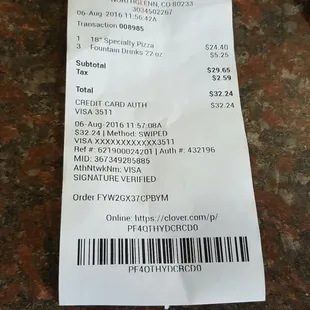 NORTHGLENN, CO 80233
3034502267
06-Aug-2016 11:56:42A
Transaction 008985
1 18" Specialty Pizza $24.40
3 Fountain Drinks 22 oz $5.25
Subtotal $29.65
Tax $2.59
Total $32.24
CREDIT CARD AUTH $32.24
VISA 3511
06-Aug-2016 11:57:08A
$32.24 | Method: SWIPED
VISA XXXXXXXXXXXX3511
Ref #: 621900024201 | Auth #: 432196
MID: 367349285885
AthNtwkNm: VISA
SIGNATURE VERIFIED
Order FYW2GX37CPBYM
Online: https://clover.com/p/
PF4QTHYDCRCD0
PF4QTHYDCRCD0